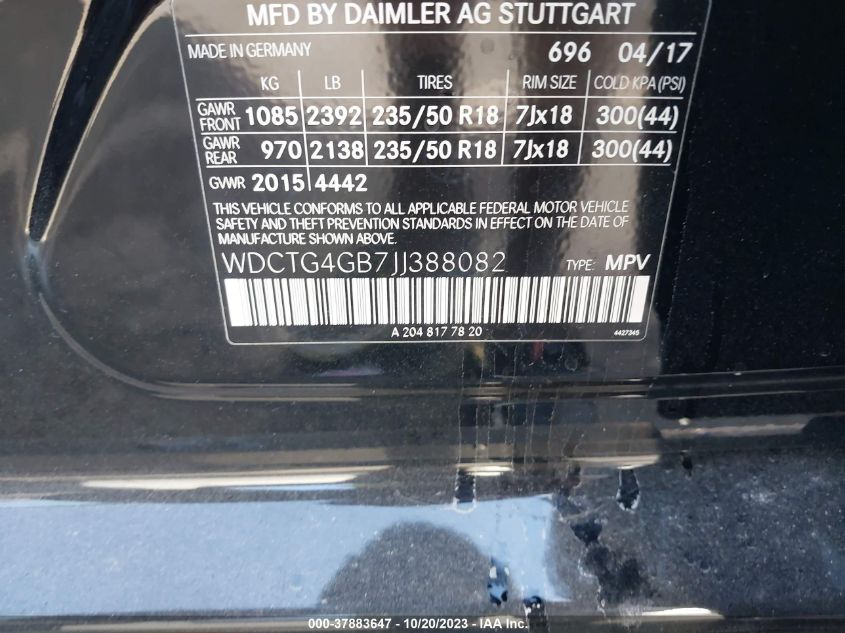 MFD BY DAIMLER AG STUTTGART
MADE IN GERMANY 696 04/17
KG LB TIRES RIM SIZE COLD KPA (PSI)
GAWR FRONT 1085 2392 235/50 R18 7Jx18 300(44)
GAWR REAR 970 2138 235/50 R18 7Jx18 300(44)
GVWR 2015 4442
THIS VEHICLE CONFORMS TO ALL APPLICABLE FEDERAL MOTOR VEHICLE
SAFETY AND THEFT PREVENTION STANDARDS IN EFFECT ON THE DATE OF
MANUFACTURE SHOWN ABOVE.
WDCTG4GB7JJ388082 TYPE: MPV
A 204 817 78 20 4427345
000-37883647 - 10/20/2023 - IAA Inc.